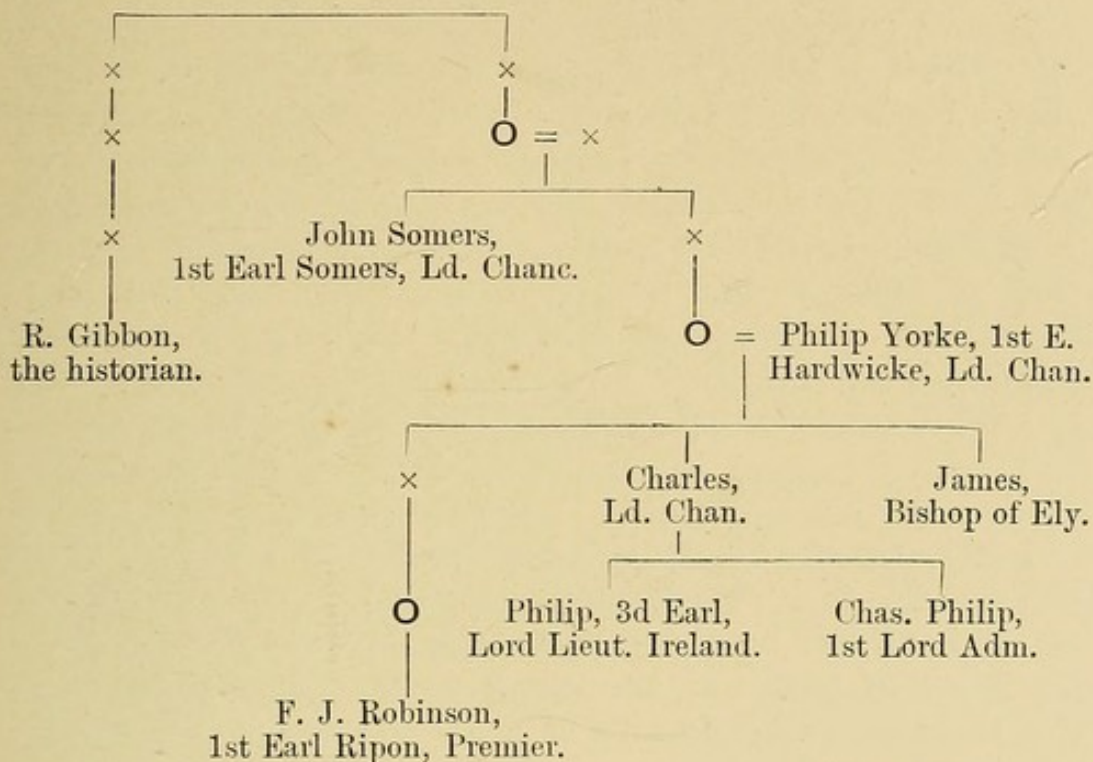 ×
×
×
O = ×
John Somers,
1st Earl Somers, Ld. Chanc.
×
×
R. Gibbon,
the historian.
O = Philip Yorke, 1st E.
Hardwicke, Ld. Chan.
×
Charles,
Ld. Chan.
James,
Bishop of Ely.
O
Philip, 3d Earl,
Lord Lieut. Ireland.
Chas. Philip,
1st Lord Adm.
F. J. Robinson,
1st Earl Ripon, Premier.